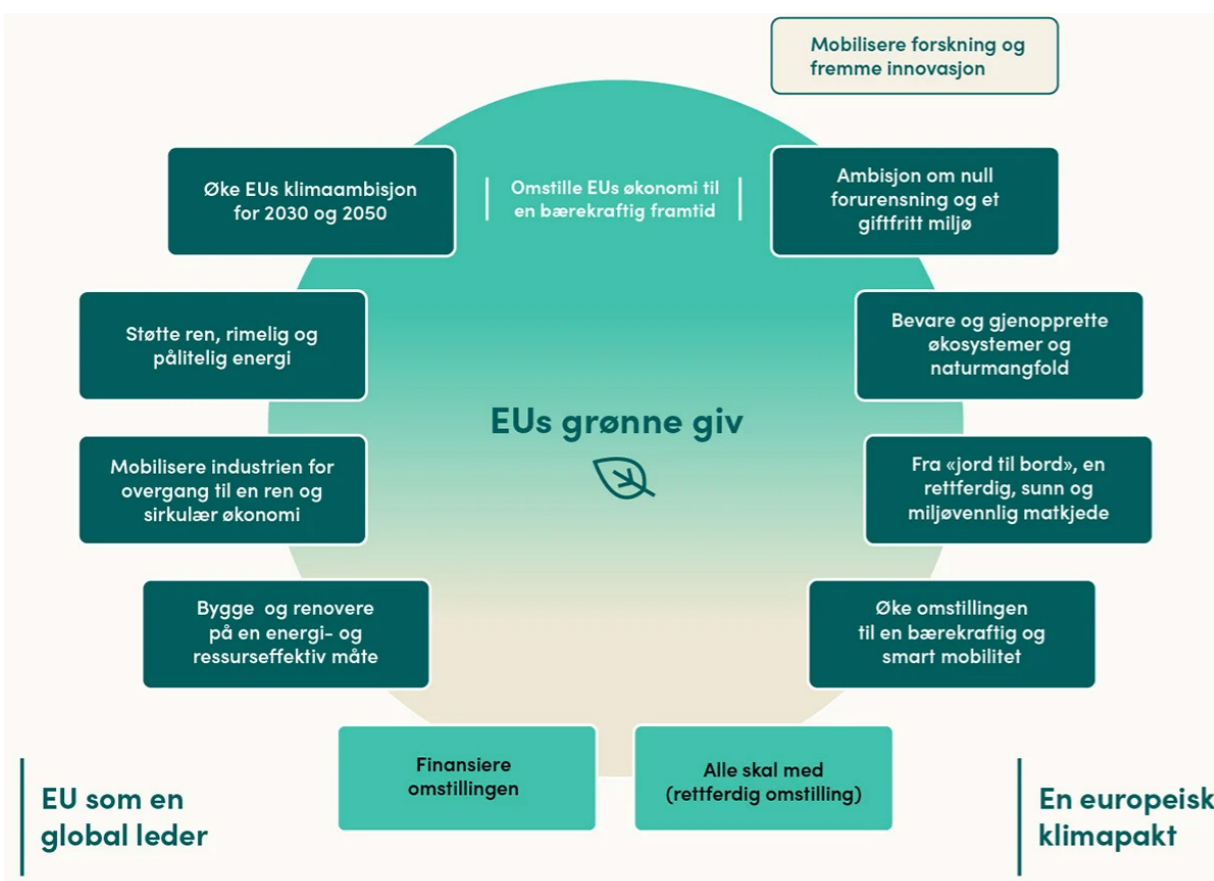 Mobilisere forskning og
fremme innovasjon
Øke EUs klimaambisjon
for 2030 og 2050
Omstille EUs økonomi til
en bærekraftig framtid
Ambisjon om null
forurensning og et
giftfritt miljø
Støtte ren, rimelig og
pålitelig energi
Bevare og gjenopprette
økosystemer og
naturmangfold
EUs grønne giv
Mobilisere industrien for
overgang til en ren og
sirkulær økonomi
Fra «jord til bord», en
rettferdig, sunn og
miljøvennlig matkjede
Bygge og renovere
på en energi- og
ressurseffektiv måte
Øke omstillingen
til en bærekraftig og
smart mobilitet
Finansiere
omstillingen
Alle skal med
(rettferdig omstilling)
EU som en
global leder
En europeisk
klimapakt